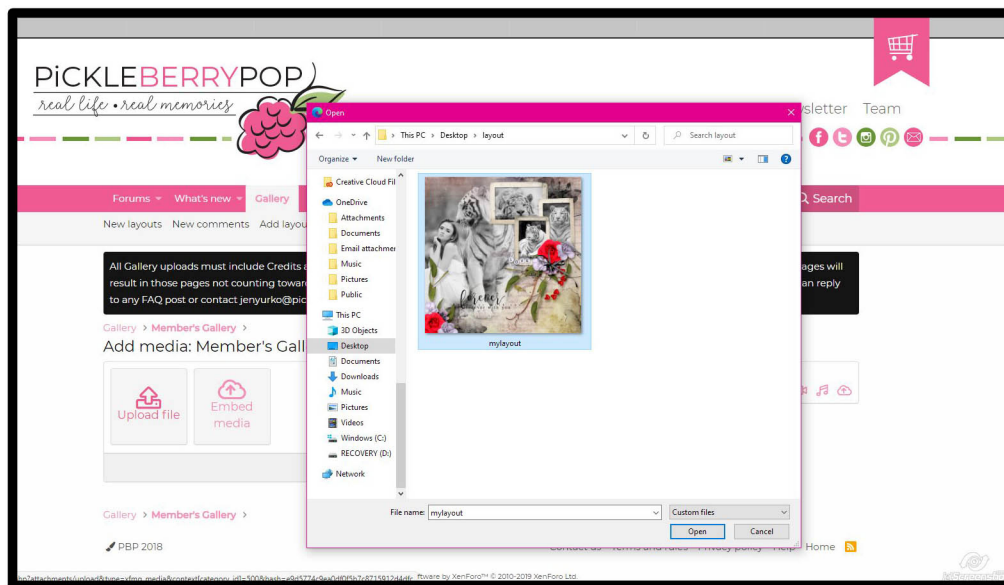 PiCKLEBERRYPOP
real life • real memories
sletter Team
Forums What's new Gallery
Search
New layouts New comments Add layou
All Gallery uploads must include Credits a
ages will
result in those pages not counting towar
an reply
to any FAQ post or contact jenyurko@pic
Gallery > Member's Gallery >
Add media: Member's Gall
Upload file
Embed media
Gallery > Member's Gallery >
PBP 2018
Contact us Terms and rules Privacy policy Help Home
ftware by XenForo™ © 2010-2019 XenForo Ltd.
Open
This PC > Desktop > layout
Search layout
Organize New folder
Creative Cloud Fil
OneDrive
Attachments
Documents
Email attachmer
Music
Pictures
Public
This PC
3D Objects
Desktop
Documents
Downloads
Music
Pictures
Videos
Windows (C:)
RECOVERY (D:)
Network
forever
mylayout
File name: mylayout
Custom files
Open Cancel